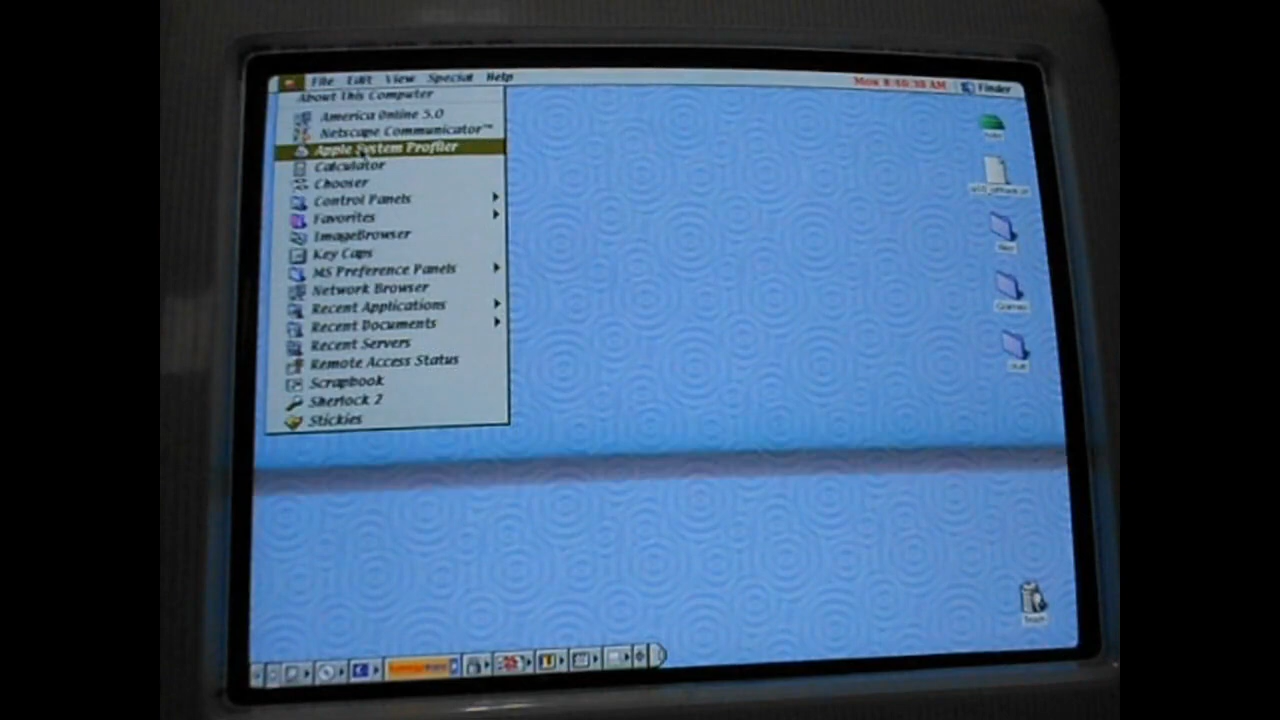 File Edit View Special Help
Finder
About This Computer
America Online 5.0
Netscape Communicator™
Apple System Profiler
Calculator
Chooser
Control Panels
Favorites
ImageBrowser
Key Caps
MS Preference Panels
Network Browser
Recent Applications
Recent Documents
Recent Servers
Remote Access Status
Scrapbook
Sherlock 2
Stickies
Games
Trash